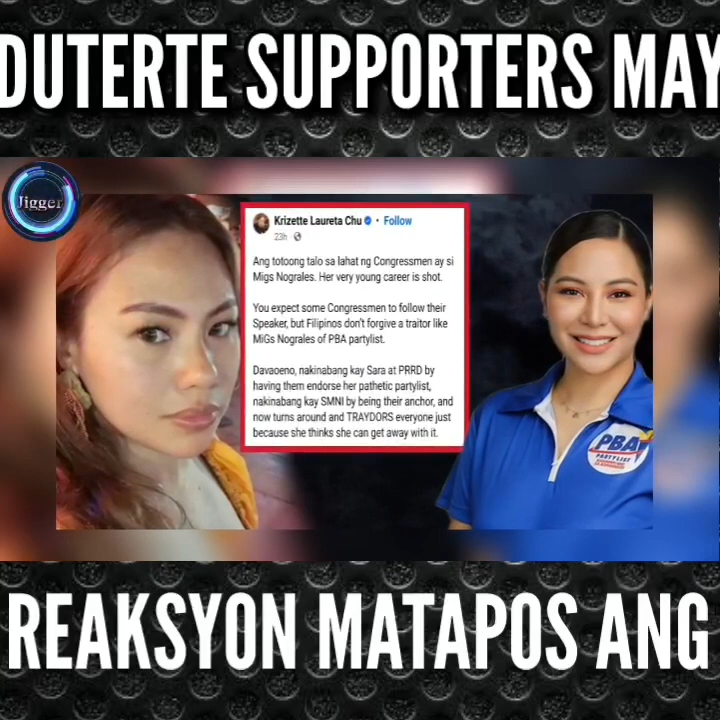 DUTERTE SUPPORTERS MAY
Jigger
Krizette Laureta Chu • Follow
23h
Ang totoong talo sa lahat ng Congressmen ay si
Migs Nograles. Her very young career is shot.
You expect some Congressmen to follow their
Speaker, but Filipinos don't forgive a traitor like
MiGs Nograles of PBA partylist.
Davaoeno, nakinabang kay Sara at PRRD by
having them endorse her pathetic partylist,
nakinabang kay SMNI by being their anchor, and
now turns around and TRAYDORS everyone just
because she thinks she can get away with it.
PBA
PARTYLIST
REAKSYON MATAPOS ANG